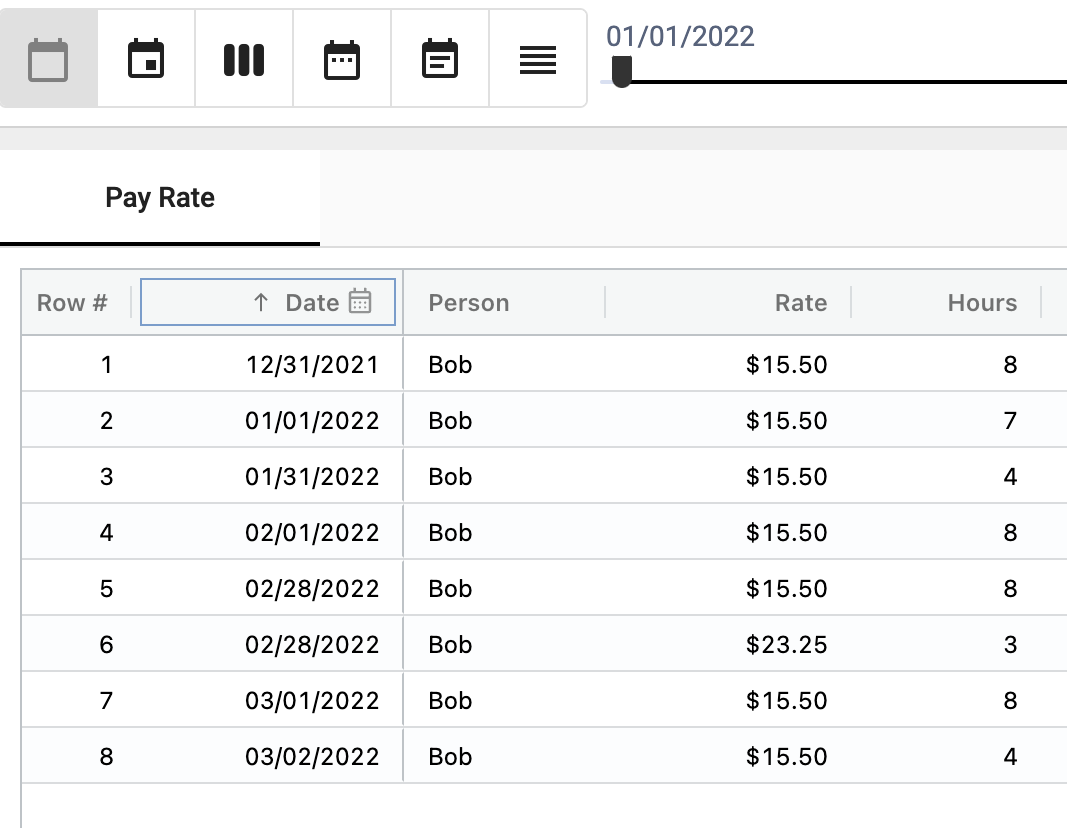 01/01/2022
Pay Rate
Row # ↑ Date Person Rate Hours
1 12/31/2021 Bob $15.50 8
2 01/01/2022 Bob $15.50 7
3 01/31/2022 Bob $15.50 4
4 02/01/2022 Bob $15.50 8
5 02/28/2022 Bob $15.50 8
6 02/28/2022 Bob $23.25 3
7 03/01/2022 Bob $15.50 8
8 03/02/2022 Bob $15.50 4